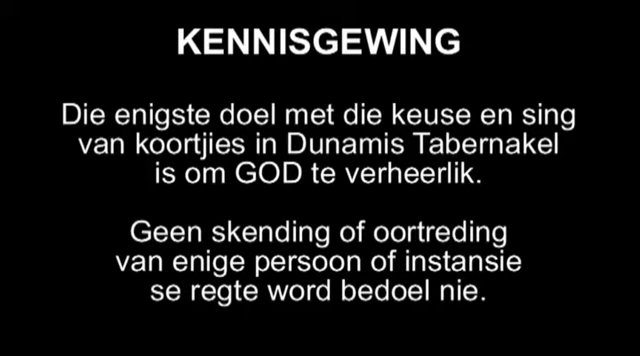 KENNISGEWING
Die enigste doel met die keuse en sing
van koortjies in Dunamis Tabernakel
is om GOD te verheerlik.
Geen skending of oortreding
van enige persoon of instansie
se regte word bedoel nie.